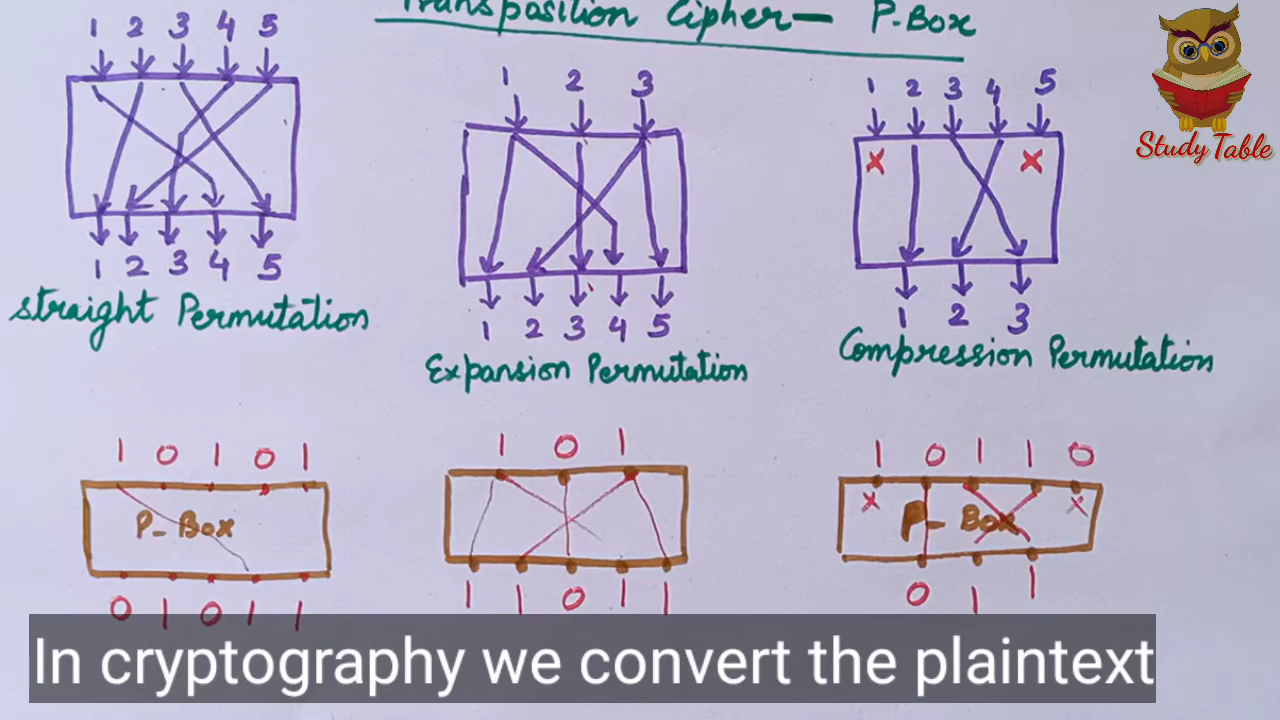 Transposition Cipher— P-Box
1 2 3 4 5
1 2 3 4 5
Straight Permutation
1 2 3
1 2 3 4 5
Expansion Permutation
1 2 3 4 5
x x
1 2 3
Compression Permutation
Study Table
1 0 1 0 1
P-Box
0 1 0 1 1
1 0 1
1 1 0 1 1
1 0 1 1 0
x x
P-Box
0 1 1
In cryptography we convert the plaintext